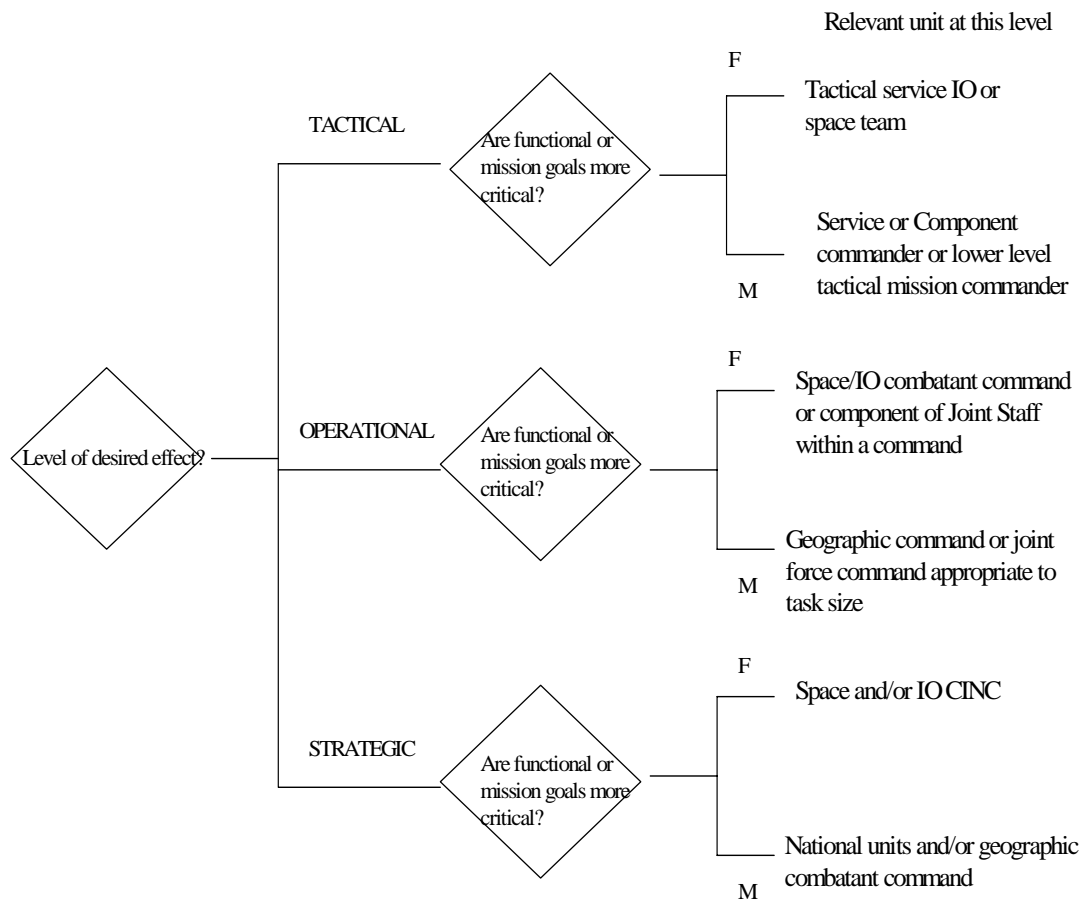 Relevant unit at this level
F
Tactical service IO or
space team
TACTICAL
Are functional or
mission goals more
critical?
Service or Component
commander or lower level
tactical mission commander
M
Level of desired effect?
F
Space/IO combatant command
or component of Joint Staff
within a command
OPERATIONAL
Are functional or
mission goals more
critical?
Geographic command or joint
force command appropriate to
task size
M
F
Space and/or IO CINC
STRATEGIC
Are functional or
mission goals more
critical?
National units and/or geographic
combatant command
M